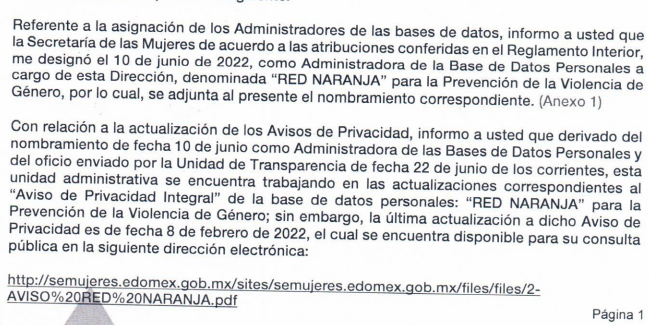 Referente a la asignación de los Administradores de las bases de datos, informo a usted que
la Secretaría de las Mujeres de acuerdo a las atribuciones conferidas en el Reglamento Interior,
me designó el 10 de junio de 2022, como Administradora de la Base de Datos Personales a
cargo de esta Dirección, denominada “RED NARANJA” para la Prevención de la Violencia de
Género, por lo cual, se adjunta al presente el nombramiento correspondiente. (Anexo 1)
Con relación a la actualización de los Avisos de Privacidad, informo a usted que derivado del
nombramiento de fecha 10 de junio como Administradora de las Bases de Datos Personales y
del oficio enviado por la Unidad de Transparencia de fecha 22 de junio de los corrientes, esta
unidad administrativa se encuentra trabajando en las actualizaciones correspondientes al
“Aviso de Privacidad Integral” de la base de datos personales: “RED NARANJA” para la
Prevención de la Violencia de Género; sin embargo, la última actualización a dicho Aviso de
Privacidad es de fecha 8 de febrero de 2022, el cual se encuentra disponible para su consulta
pública en la siguiente dirección electrónica:
http://semujeres.edomex.gob.mx/sites/semujeres.edomex.gob.mx/files/files/2-
AVISO%20RED%20NARANJA.pdf
Página 1